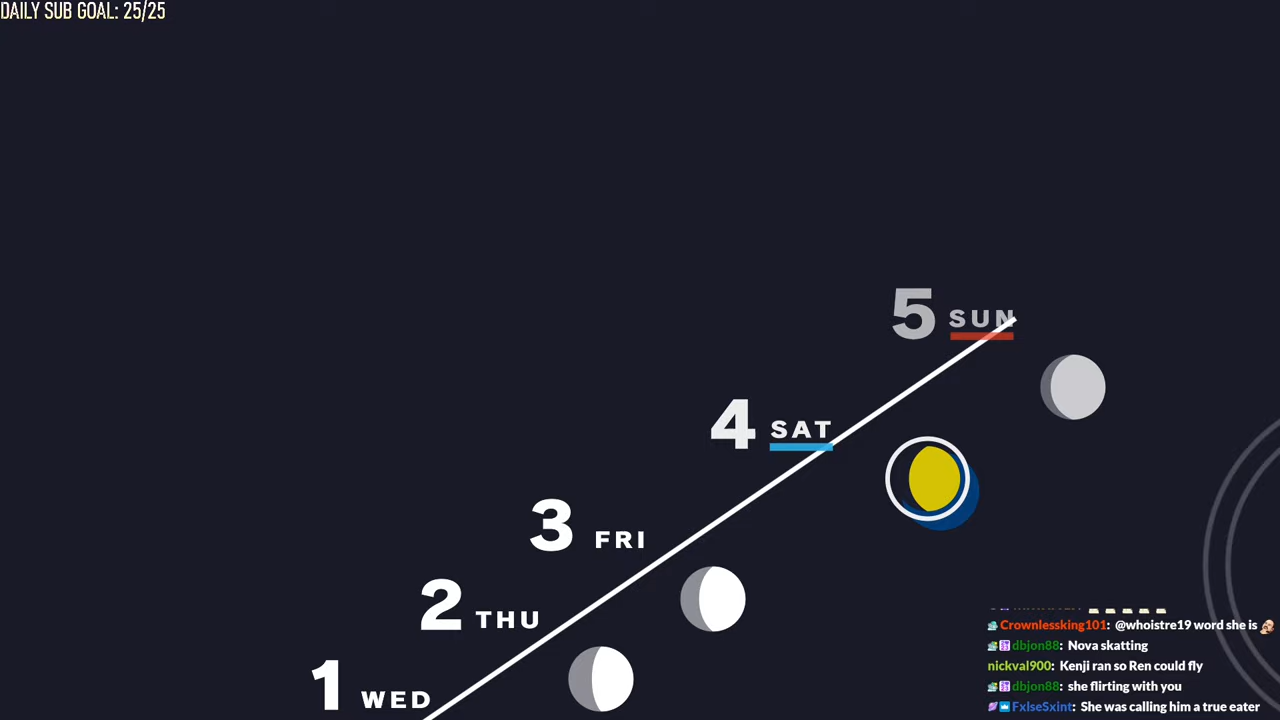 DAILY SUB GOAL: 25/25
5 SUN
4 SAT
3 FRI
2 THU
1 WED
Crownlessking101: @whoistre19 word she is
dbjon88: Nova skatting
nickval900: Kenji ran so Ren could fly
dbjon88: she flirting with you
FxlseSxint: She was calling him a true eater